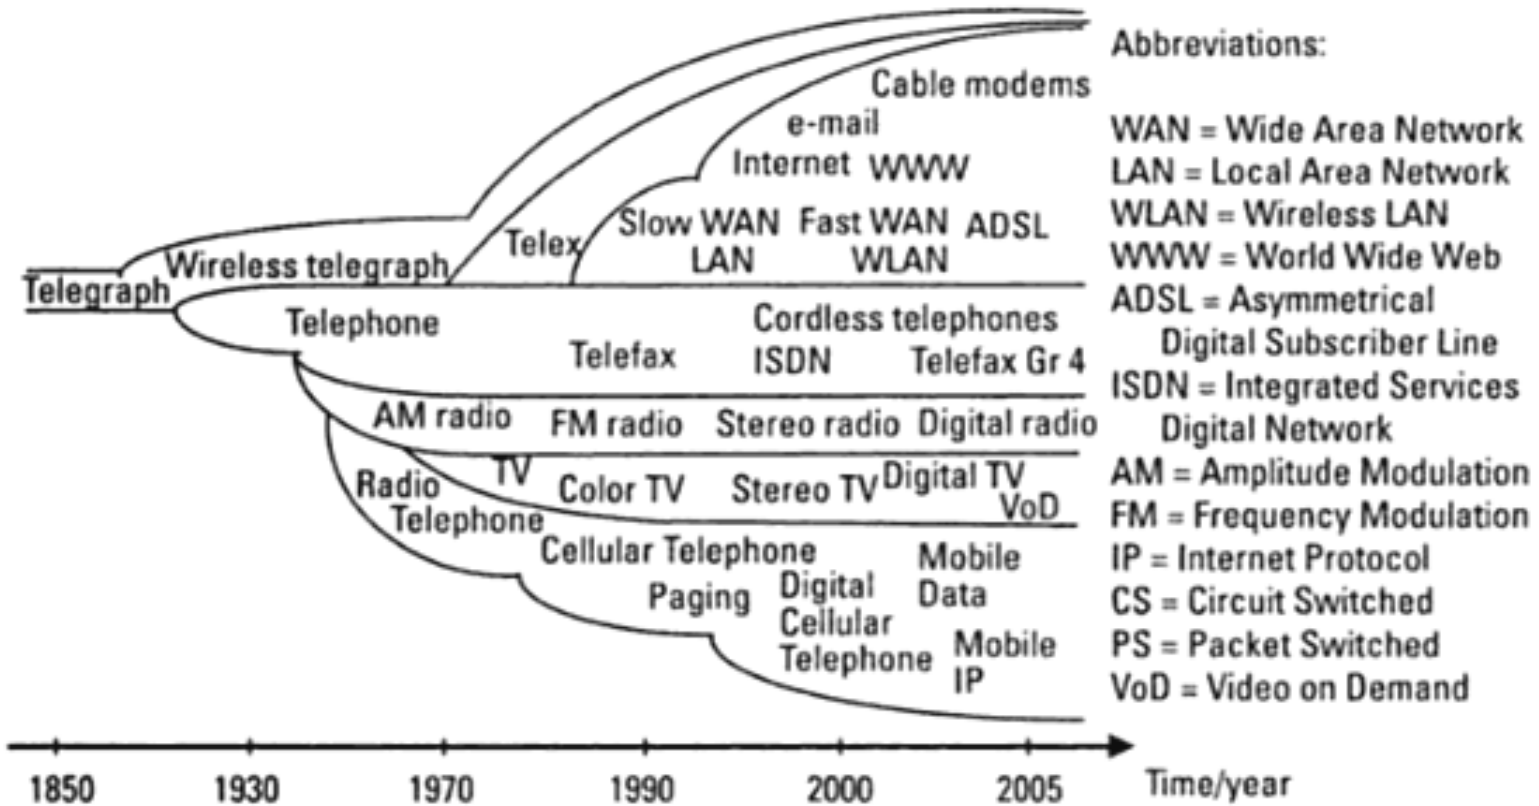 Abbreviations:
Cable modems
e-mail
WAN = Wide Area Network
Internet WWW
LAN = Local Area Network
Slow WAN Fast WAN ADSL
WLAN = Wireless LAN
Telex
LAN WLAN
WWW = World Wide Web
Wireless telegraph
Telegraph
ADSL = Asymmetrical
Digital Subscriber Line
Telephone
Cordless telephones
Telefax ISDN Telefax Gr 4
ISDN = Integrated Services
Digital Network
AM radio FM radio Stereo radio Digital radio
AM = Amplitude Modulation
TV Color TV Stereo TV Digital TV
VoD
FM = Frequency Modulation
Radio
Telephone
Cellular Telephone
Mobile
Data
IP = Internet Protocol
Paging
Digital
Cellular
Telephone
CS = Circuit Switched
Mobile
IP
PS = Packet Switched
VoD = Video on Demand
1850 1930 1970 1990 2000 2005 Time/year